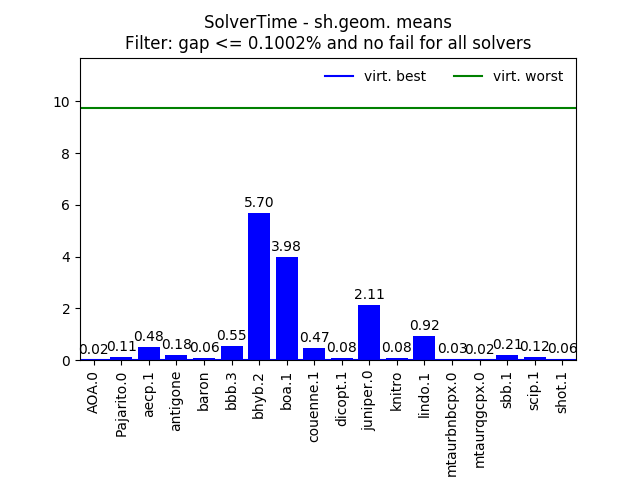 SolverTime - sh.geom. means
Filter: gap <= 0.1002% and no fail for all solvers
virt. best
virt. worst
10
8
6
4
2
0
0.02
0.11
0.48
0.18
0.06
0.55
5.70
3.98
0.47
0.08
2.11
0.08
0.92
0.03
0.02
0.21
0.12
0.06
AOA.0
Pajarito.0
aecp.1
antigone
baron
bbb.3
bhyb.2
boa.1
couenne.1
dicopt.1
juniper.0
knitro
lindo.1
mtaurbnbcpx.0
mtaurqgcpx.0
sbb.1
scip.1
shot.1